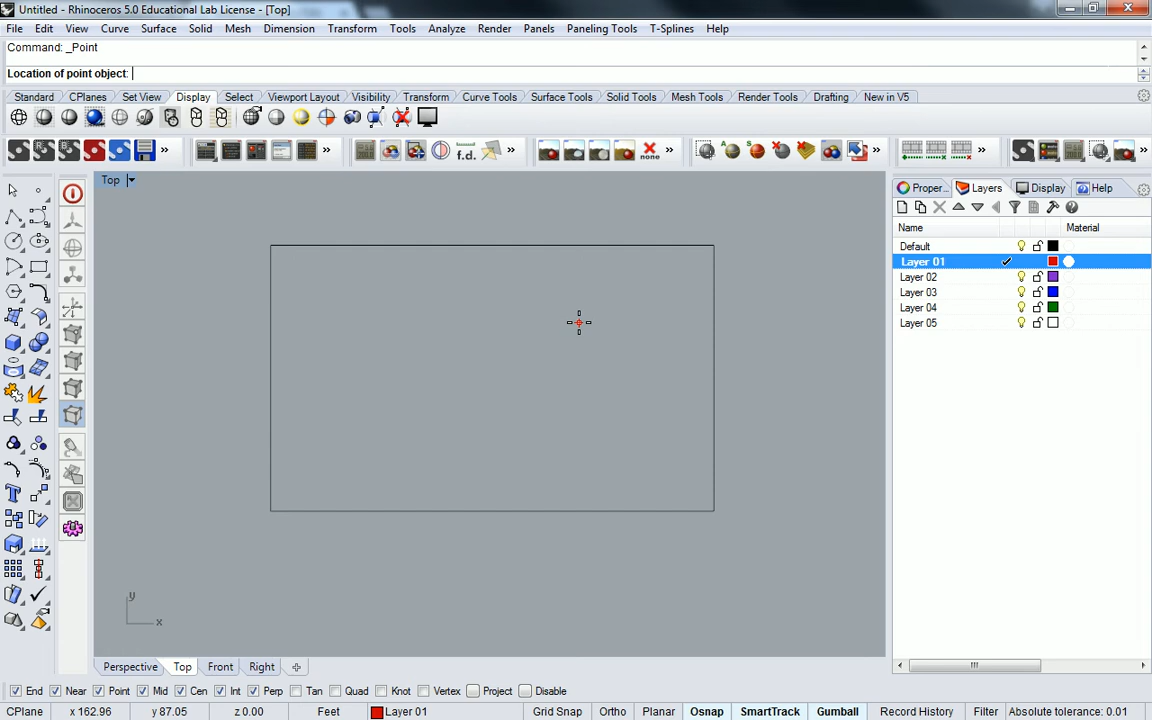 Untitled - Rhinoceros 5.0 Educational Lab License - [Top]
File Edit View Curve Surface Solid Mesh Dimension Transform Tools Analyze Render Panels Paneling Tools T-Splines Help
Command: _Point
Location of point object:
Standard CPlanes Set View Display Select Viewport Layout Visibility Transform Curve Tools Surface Tools Solid Tools Mesh Tools Render Tools Drafting New in V5
f.d. none
Top
Proper... Layers Display Help
Name Material
Default
Layer 01
Layer 02
Layer 03
Layer 04
Layer 05
y
x
Perspective Top Front Right
End Near Point Mid Cen Int Perp Tan Quad Knot Vertex Project Disable
CPlane x 162.96 y 87.05 z 0.00 Feet Layer 01 Grid Snap Ortho Planar Osnap SmartTrack Gumball Record History Filter Absolute tolerance: 0.01